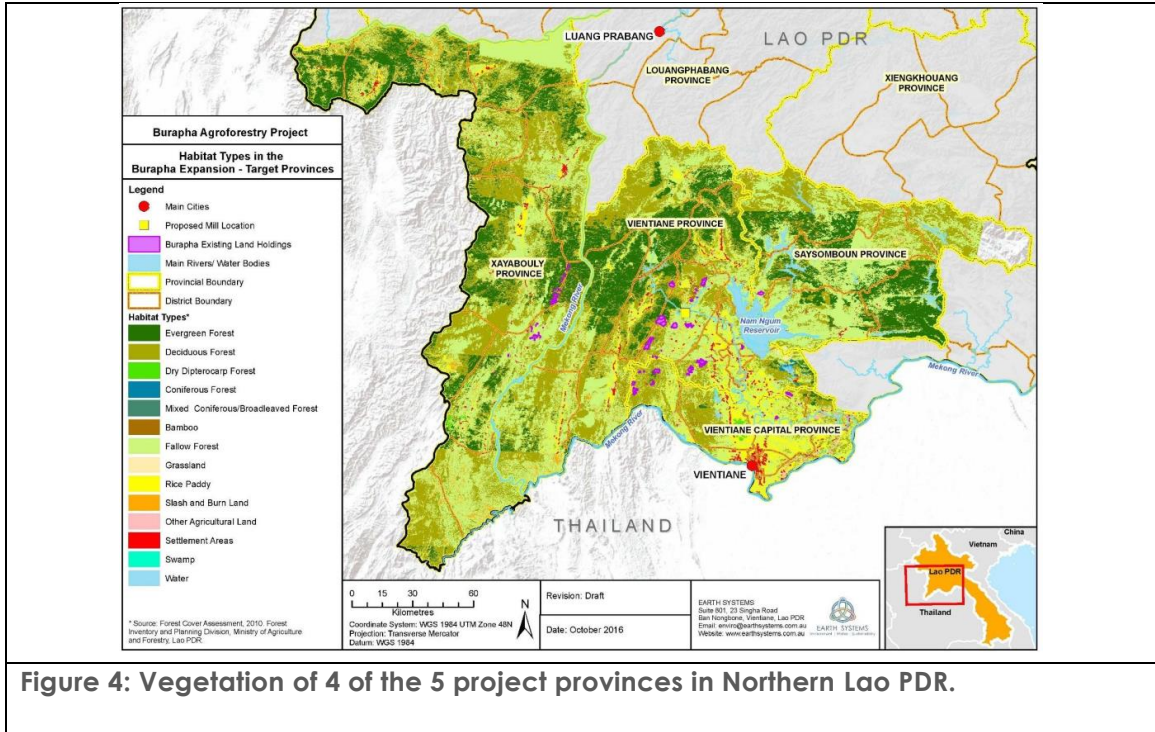 LUANG PRABANG
LAO PDR
LOUANGPHABANG
PROVINCE
XIENGKHOUANG
PROVINCE
Burapha Agroforestry Project
Habitat Types in the
Burapha Expansion - Target Provinces
Legend
Main Cities
Proposed Mill Location
Burapha Existing Land Holdings
Main Rivers/ Water Bodies
Provincial Boundary
District Boundary
Habitat Types*
Evergreen Forest
Deciduous Forest
Dry Dipterocarp Forest
Coniferous Forest
Mixed Coniferous/Broadleaved Forest
Bamboo
Fallow Forest
Grassland
Rice Paddy
Slash and Burn Land
Other Agricultural Land
Settlement Areas
Swamp
Water
* Source: Forest Cover Assessment, 2010. Forest
Inventory and Planning Division, Ministry of Agriculture
and Forestry, Lao PDR
VIENTIANE PROVINCE
SAYSOMBOUN PROVINCE
XAYABOULY
PROVINCE
Mekong River
Nam Ngum
Reservoir
Mekong River
Mekong River
VIENTIANE CAPITAL PROVINCE
VIENTIANE
THAILAND
0 15 30 45 60
Kilometres
N
Coordinate System: WGS 1984 UTM Zone 48N
Projection: Transverse Mercator
Datum: WGS 1984
Revision: Draft
Date: October 2016
EARTH SYSTEMS
Suite 601, 23 Singha Road
Ban Nongbone, Vientiane, Lao PDR
Email: enviro@earthsystems.com.au
Website: www.earthsystems.com.au
EARTH SYSTEMS
China
Vietnam
Lao PDR
Thailand
Figure 4: Vegetation of 4 of the 5 project provinces in Northern Lao PDR.